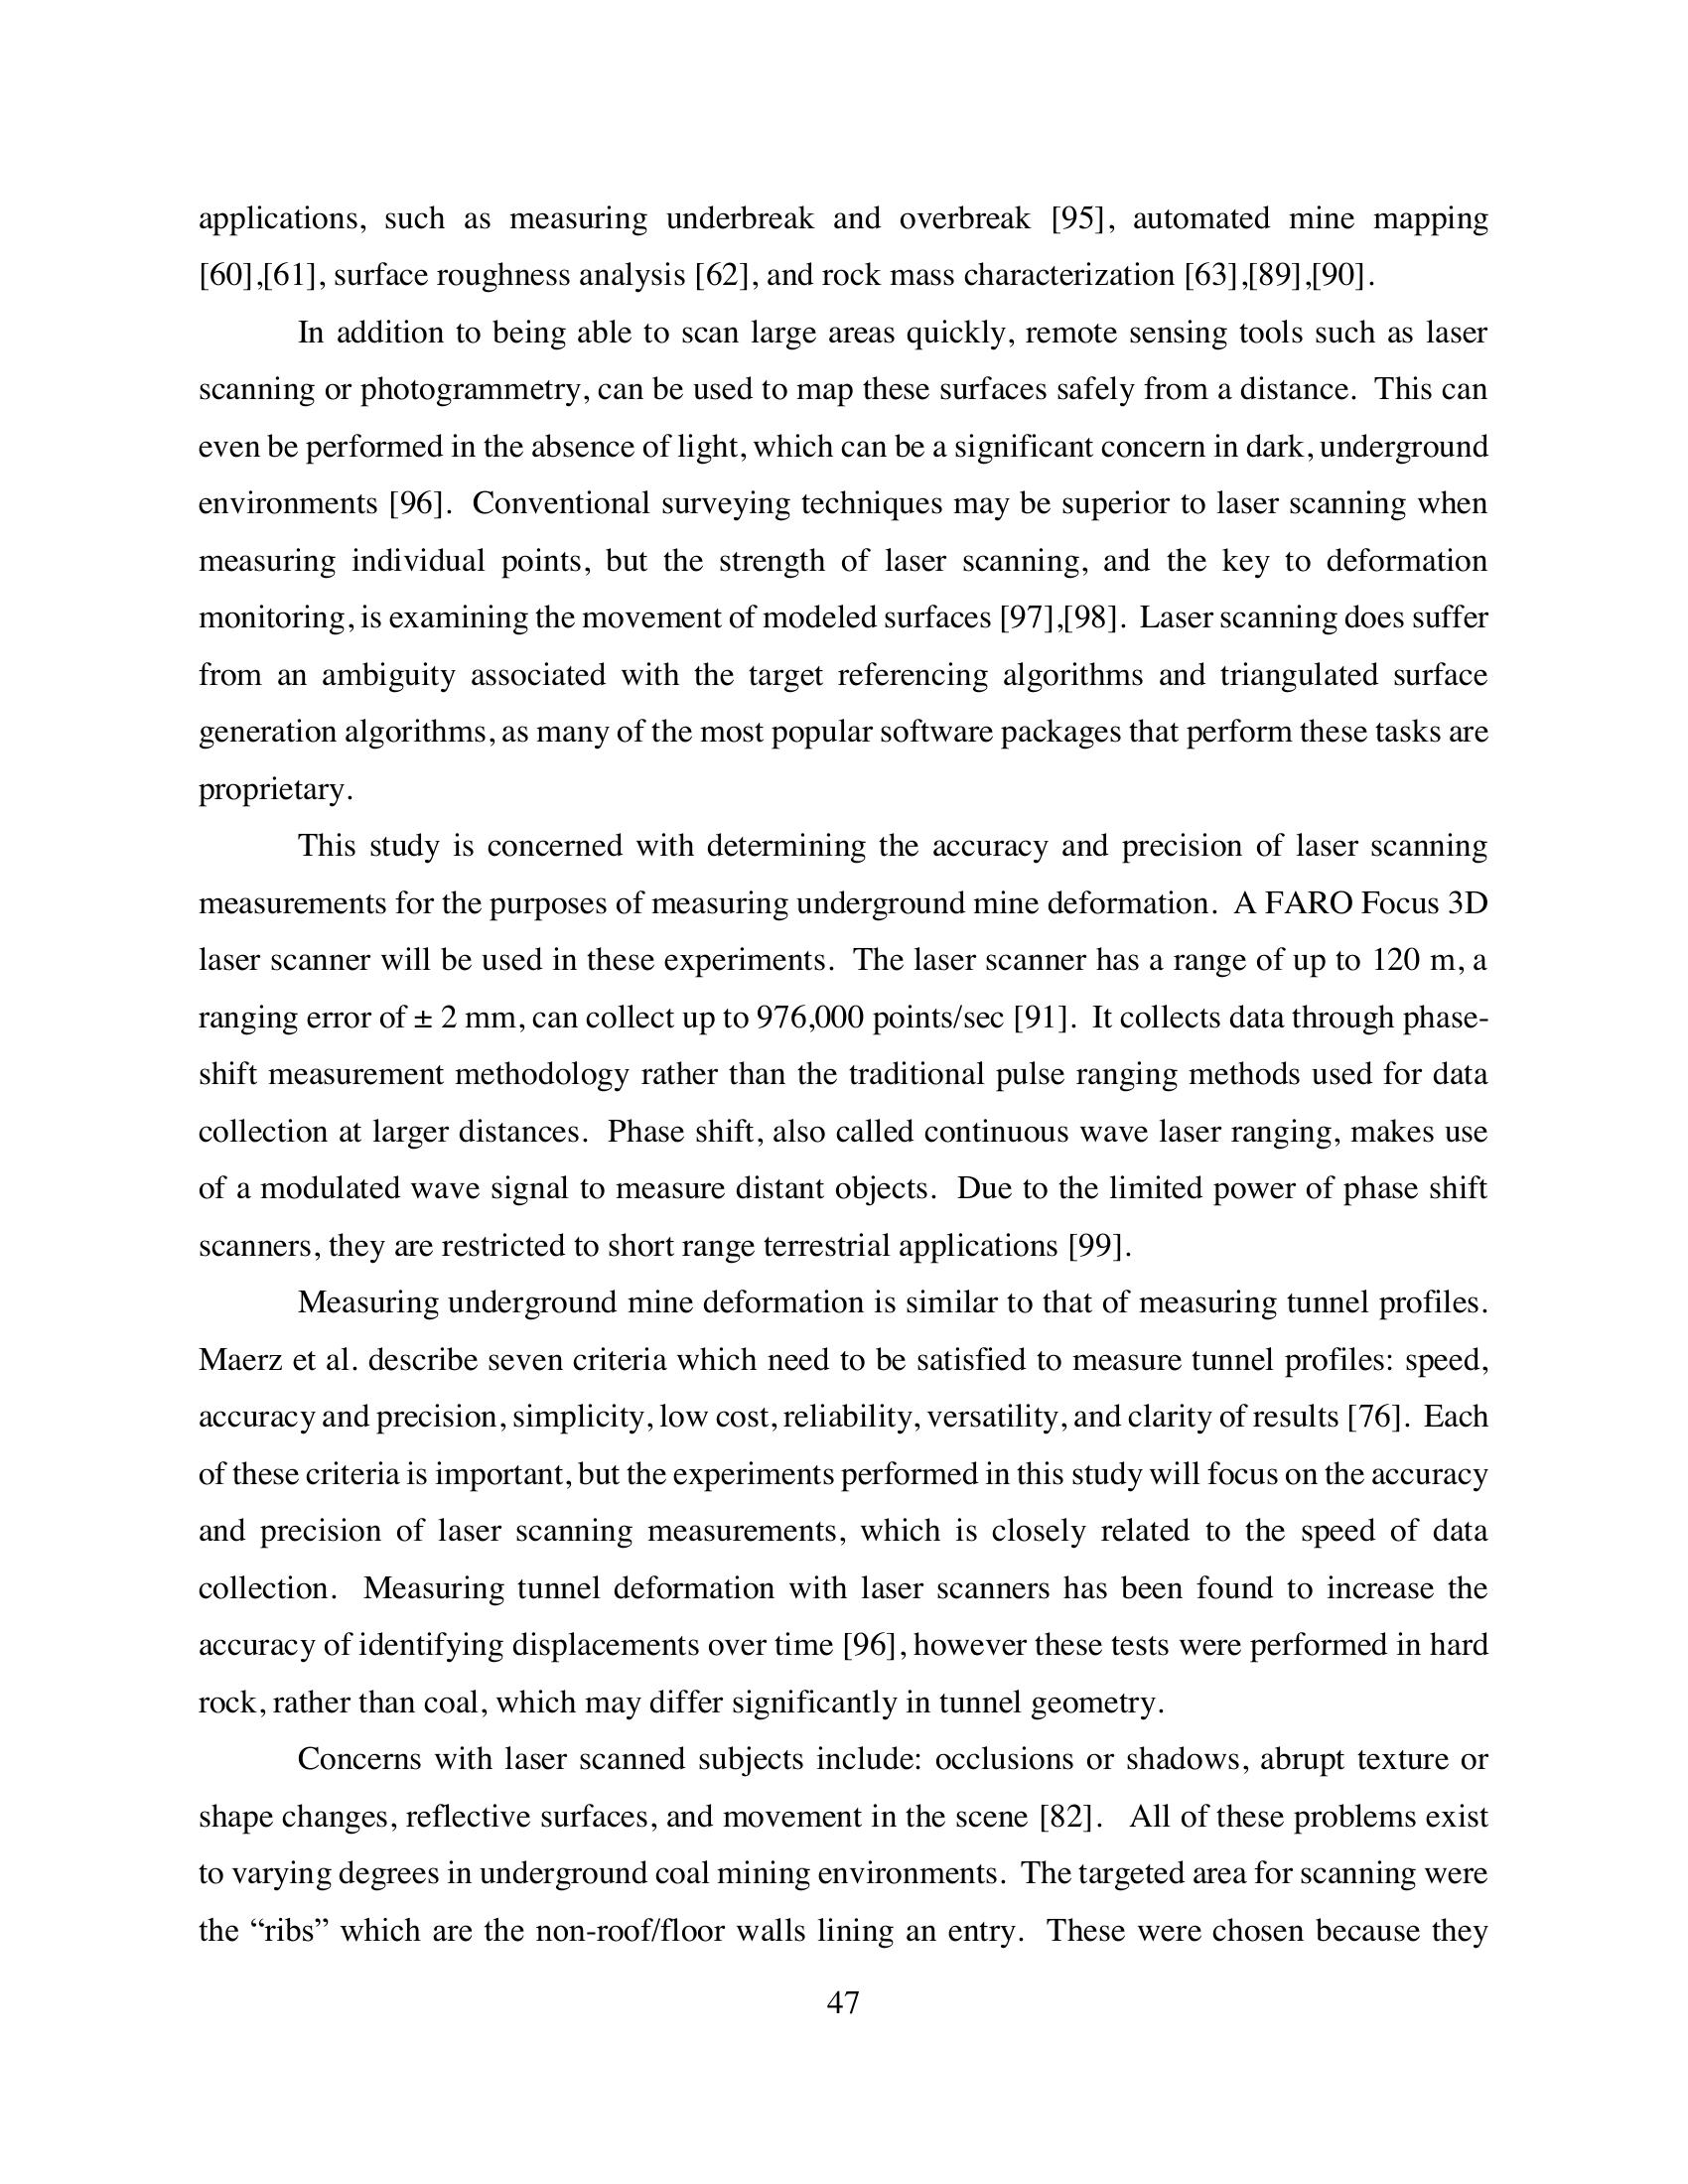 applications, such as measuring underbreak and overbreak [95], automated mine mapping
[60],[61], surface roughness analysis [62], and rock mass characterization [63],[89],[90].
In addition to being able to scan large areas quickly, remote sensing tools such as laser
scanning or photogrammetry, can be used to map these surfaces safely from a distance.  This can
even be performed in the absence of light, which can be a significant concern in dark, underground
environments [96].  Conventional surveying techniques may be superior to laser scanning when
measuring individual points, but the strength of laser scanning, and the key to deformation
monitoring, is examining the movement of modeled surfaces [97],[98].  Laser scanning does suffer
from an ambiguity associated with the target referencing algorithms and triangulated surface
generation algorithms, as many of the most popular software packages that perform these tasks are
proprietary.
This study is concerned with determining the accuracy and precision of laser scanning
measurements for the purposes of measuring underground mine deformation.  A FARO Focus 3D
laser scanner will be used in these experiments.  The laser scanner has a range of up to 120 m, a
ranging error of ± 2 mm, can collect up to 976,000 points/sec [91].  It collects data through phase-
shift measurement methodology rather than the traditional pulse ranging methods used for data
collection at larger distances.  Phase shift, also called continuous wave laser ranging, makes use
of a modulated wave signal to measure distant objects.  Due to the limited power of phase shift
scanners, they are restricted to short range terrestrial applications [99].
Measuring underground mine deformation is similar to that of measuring tunnel profiles.
Maerz et al. describe seven criteria which need to be satisfied to measure tunnel profiles: speed,
accuracy and precision, simplicity, low cost, reliability, versatility, and clarity of results [76].  Each
of these criteria is important, but the experiments performed in this study will focus on the accuracy
and precision of laser scanning measurements, which is closely related to the speed of data
collection.  Measuring tunnel deformation with laser scanners has been found to increase the
accuracy of identifying displacements over time [96], however these tests were performed in hard
rock, rather than coal, which may differ significantly in tunnel geometry.
Concerns with laser scanned subjects include: occlusions or shadows, abrupt texture or
shape changes, reflective surfaces, and movement in the scene [82].   All of these problems exist
to varying degrees in underground coal mining environments.  The targeted area for scanning were
the “ribs” which are the non-roof/floor walls lining an entry.  These were chosen because they
47